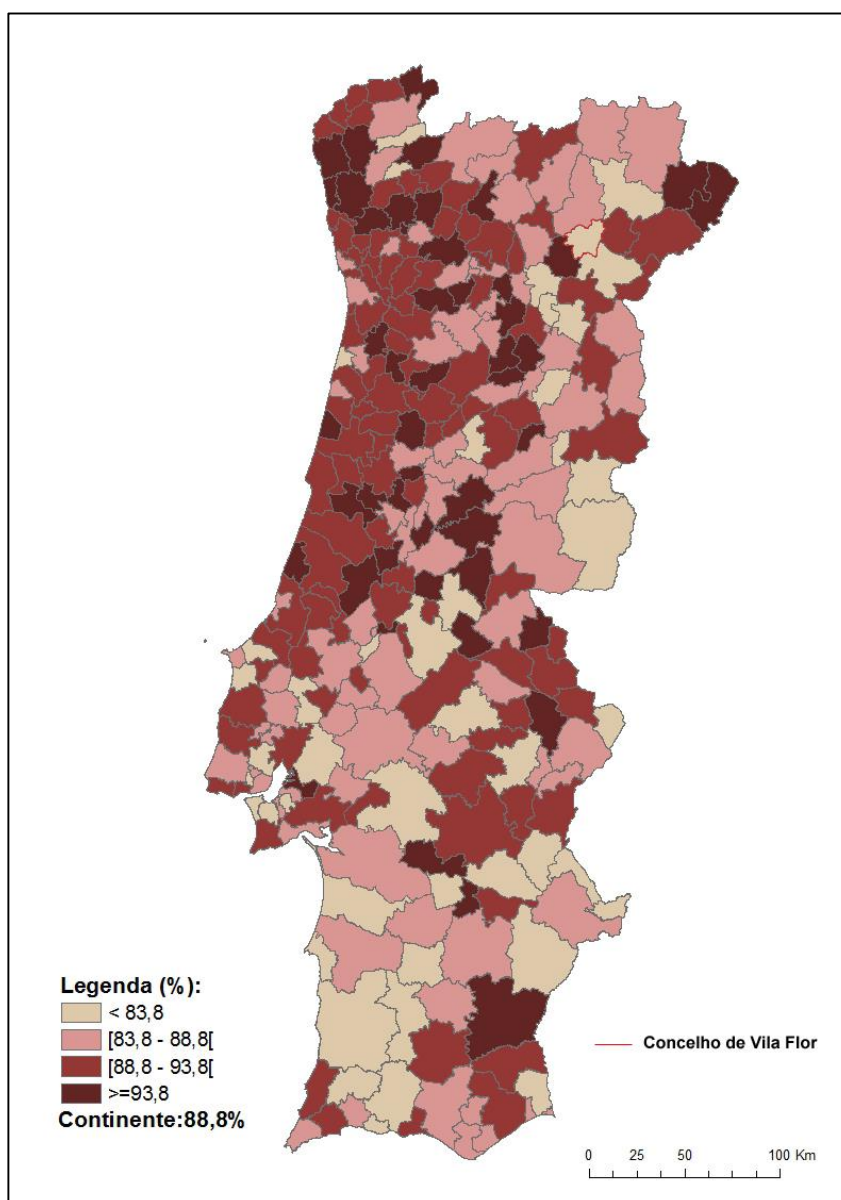 Legenda (%):
< 83,8
[83,8 - 88,8[
[88,8 - 93,8[
>=93,8
Continente:88,8%
Concelho de Vila Flor
0 25 50 100 Km